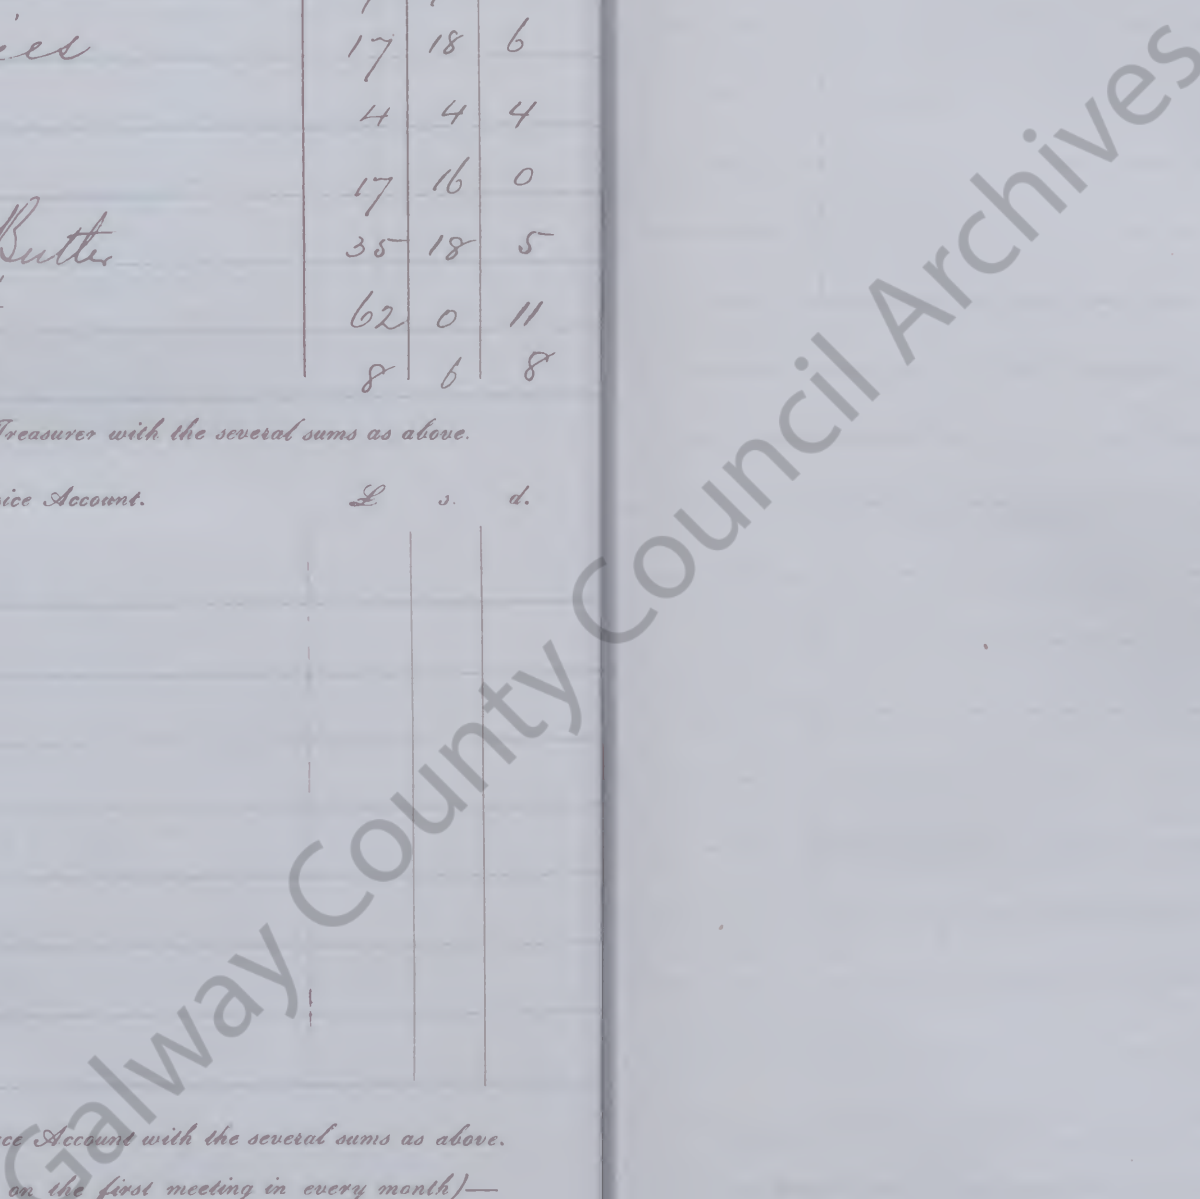 ies 17 18 6
4 4 4
17 16 0
Butter 35 18 5
62 0 11
8 6 8
Treasurer with the several sums as above.
ice Account. £ s. d.
ce Account with the several sums as above.
on the first meeting in every month)—
Galway County Council Archives